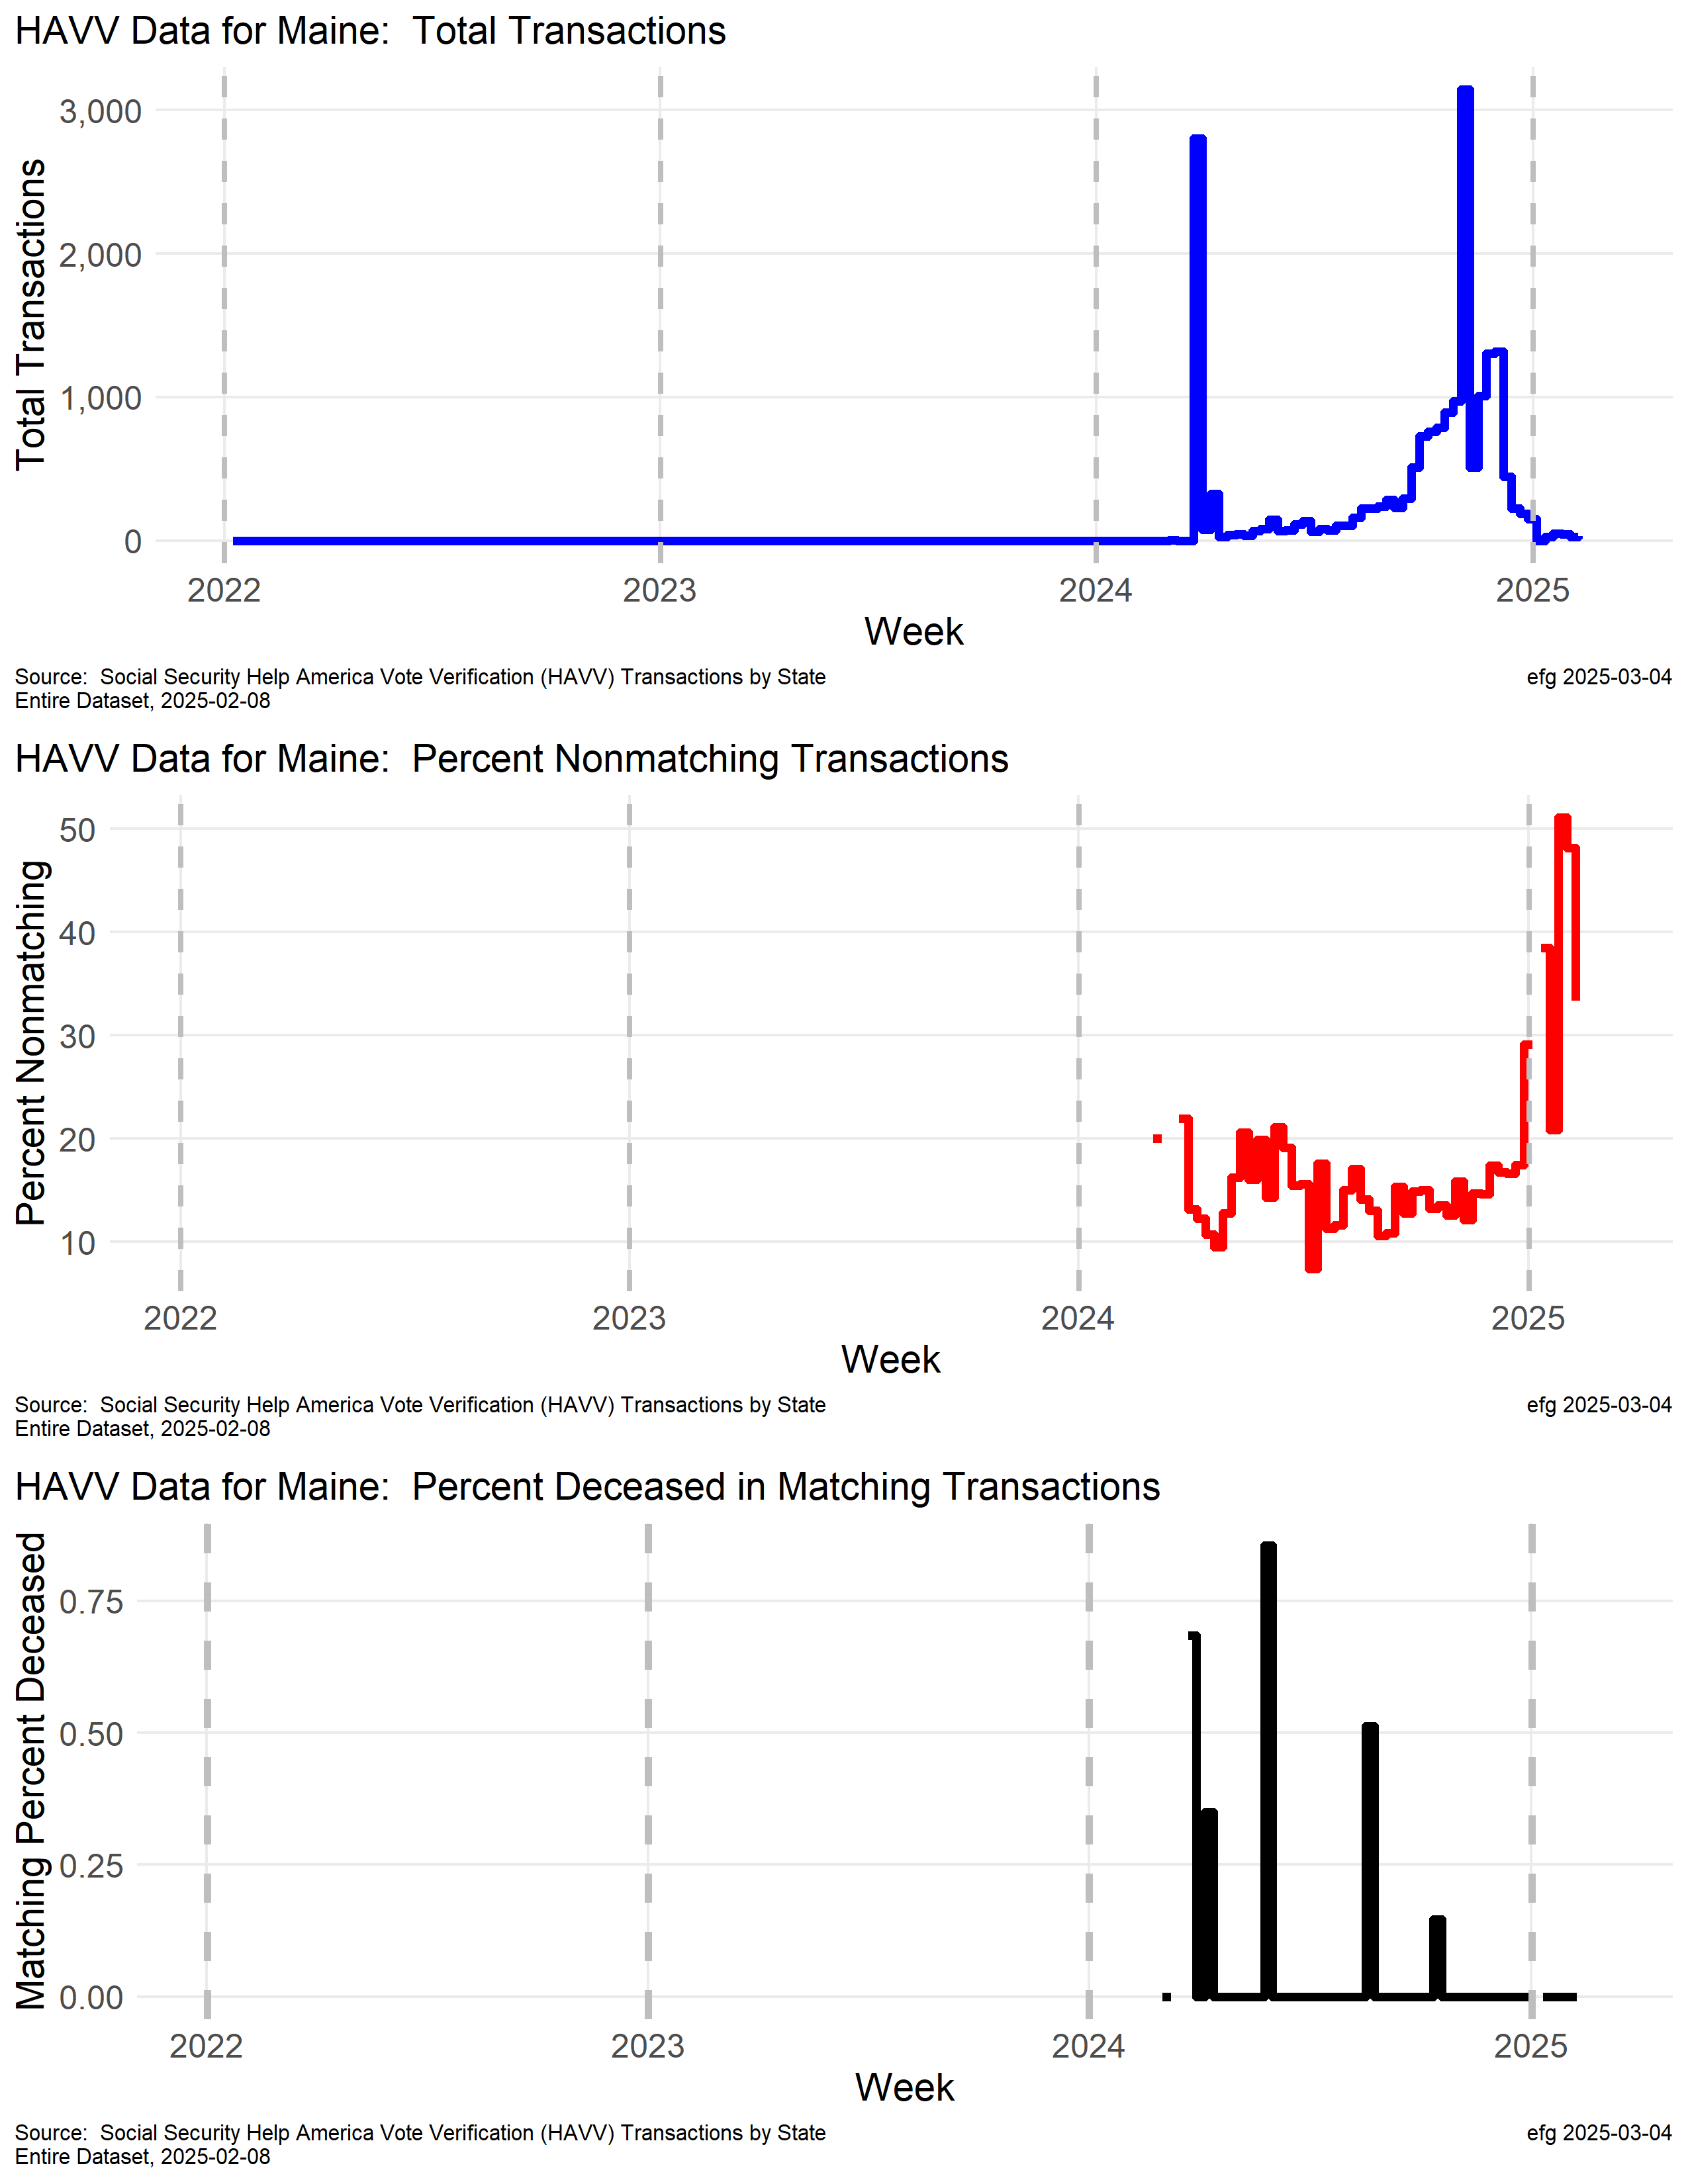 HAVV Data for Maine:  Total Transactions
Total Transactions
3,000
2,000
1,000
0
2022 2023 2024 2025
Week
Source:  Social Security Help America Vote Verification (HAVV) Transactions by State efg 2025-03-04
Entire Dataset, 2025-02-08
HAVV Data for Maine:  Percent Nonmatching Transactions
Percent Nonmatching
50
40
30
20
10
2022 2023 2024 2025
Week
Source:  Social Security Help America Vote Verification (HAVV) Transactions by State efg 2025-03-04
Entire Dataset, 2025-02-08
HAVV Data for Maine:  Percent Deceased in Matching Transactions
Matching Percent Deceased
0.75
0.50
0.25
0.00
2022 2023 2024 2025
Week
Source:  Social Security Help America Vote Verification (HAVV) Transactions by State efg 2025-03-04
Entire Dataset, 2025-02-08